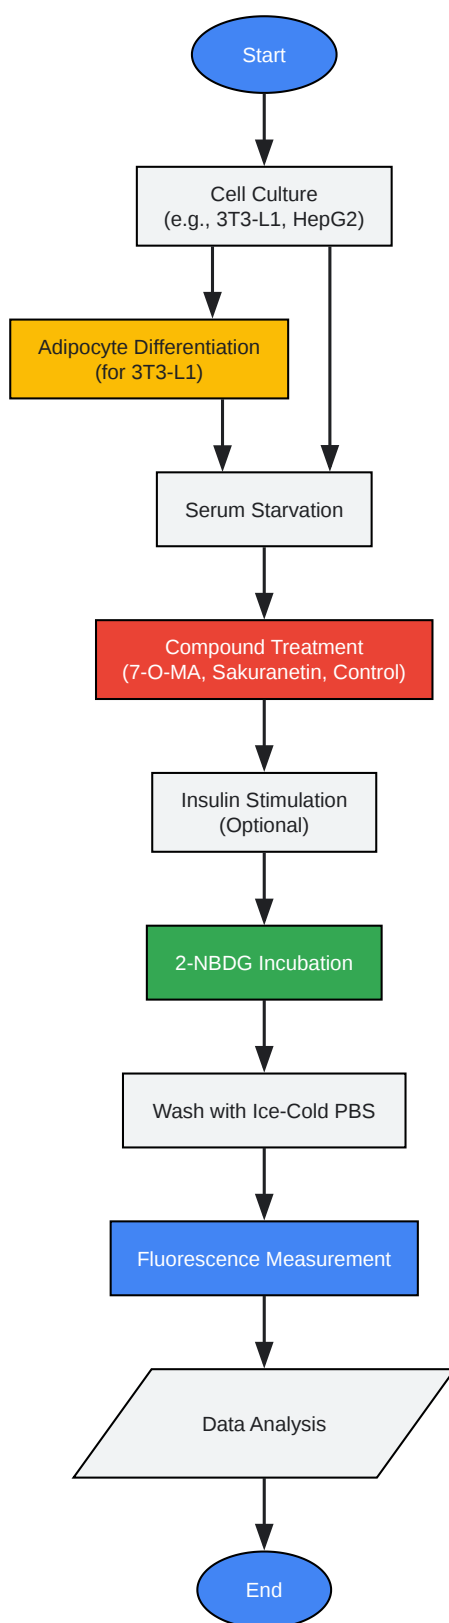 Start
Cell Culture
(e.g., 3T3-L1, HepG2)
Adipocyte Differentiation
(for 3T3-L1)
Serum Starvation
Compound Treatment
(7-O-MA, Sakuranetin, Control)
Insulin Stimulation
(Optional)
2-NBDG Incubation
Wash with Ice-Cold PBS
Fluorescence Measurement
Data Analysis
End